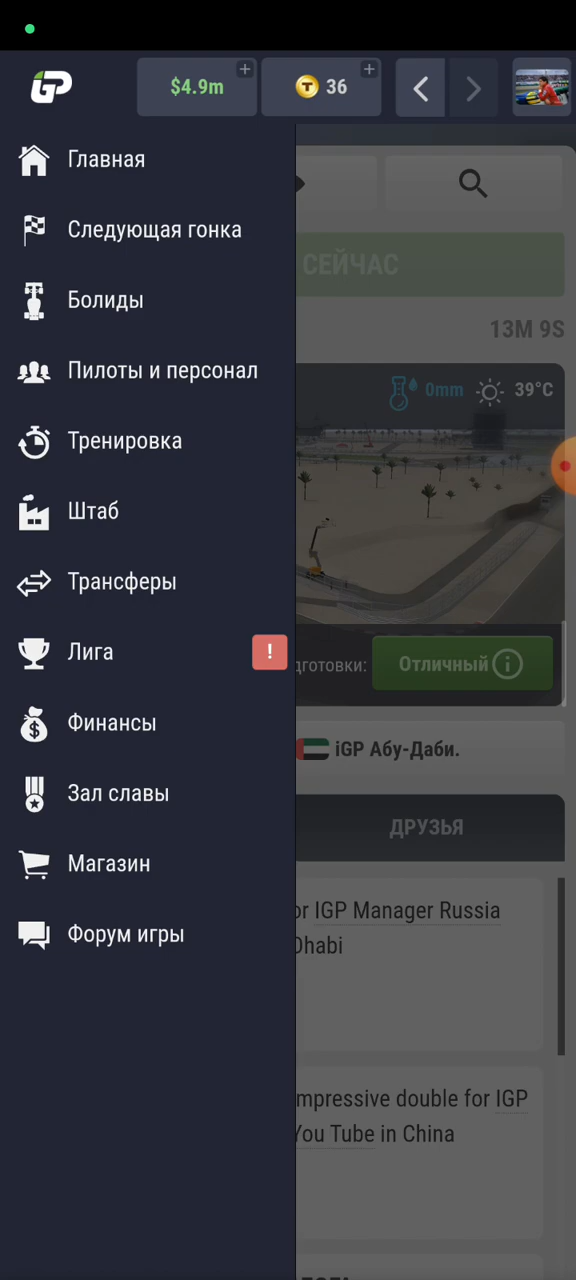 iGP
$4.9m
+
T 36
+
Главная
Следующая гонка
Болиды
Пилоты и персонал
Тренировка
Штаб
Трансферы
Лига
!
Финансы
Зал славы
Магазин
Форум игры
СЕЙЧАС
13M 9S
0mm
39°C
дготовки:
Отличный
i
iGP Абу-Даби.
ДРУЗЬЯ
or IGP Manager Russia
Dhabi
mpressive double for IGP
You Tube in China